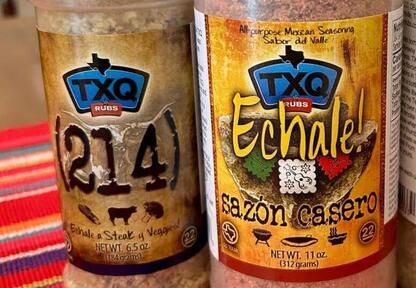 TXQ
RUBS
(214)
Echale a Steak y Veggies!
NET WT. 6.5 oz.
(184 grams)
22
All-purpose Mexican Seasoning
Sabor del Valle
TXQ
RUBS
Echale!
sazón casero
22
NET WT. 11 oz.
(312 grams)